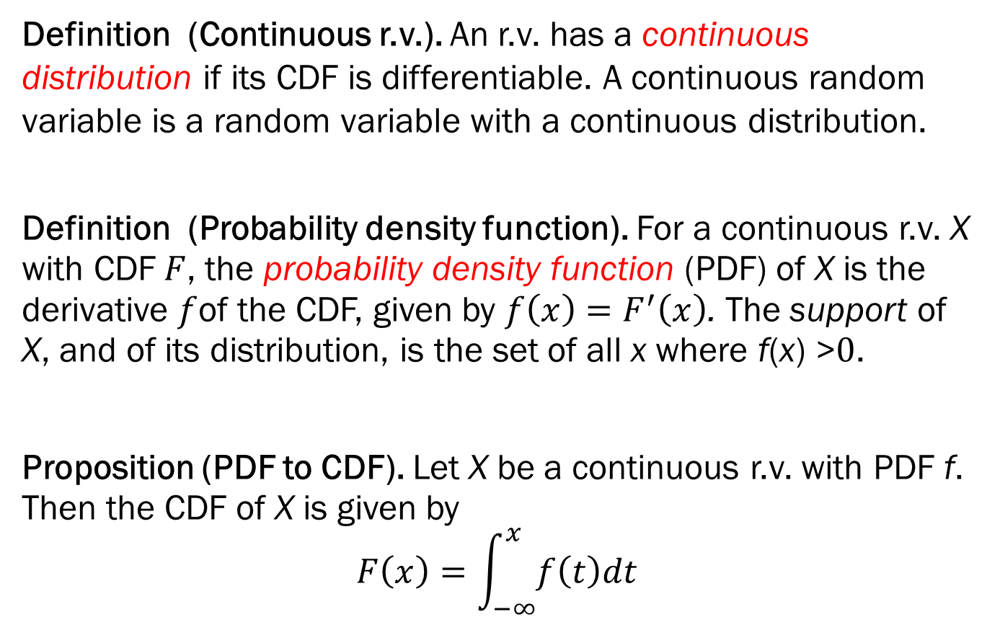 Definition (Continuous r.v.). An r.v. has a continuous
distribution if its CDF is differentiable. A continuous random
variable is a random variable with a continuous distribution.
Definition (Probability density function). For a continuous r.v. X
with CDF F, the probability density function (PDF) of X is the
derivative f of the CDF, given by f(x) = F′(x). The support of
X, and of its distribution, is the set of all x where f(x) >0.
Proposition (PDF to CDF). Let X be a continuous r.v. with PDF f.
Then the CDF of X is given by
F(x) = ∫_{−∞}^{x} f(t)dt